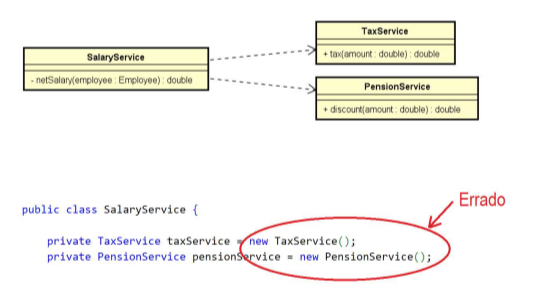 TaxService
+ tax(amount : double) : double
SalaryService
- netSalary(employee : Employee) : double
PensionService
+ discount(amount : double) : double
Errado
public class SalaryService {
private TaxService taxService = new TaxService();
private PensionService pensionService = new PensionService();